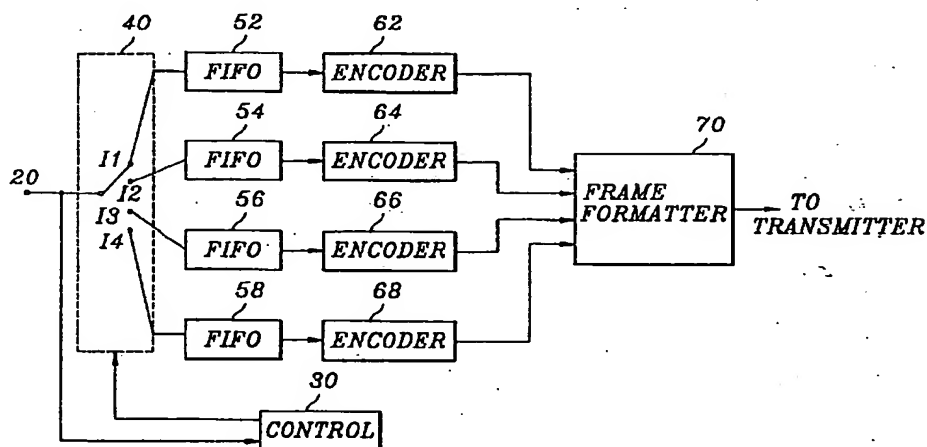 40
52
62
FIFO
ENCODER
54
64
70
I1
FIFO
ENCODER
20
I2
FRAME
FORMATTER
TO
TRANSMITTER
56
66
I3
I4
FIFO
ENCODER
58
68
FIFO
ENCODER
30
CONTROL